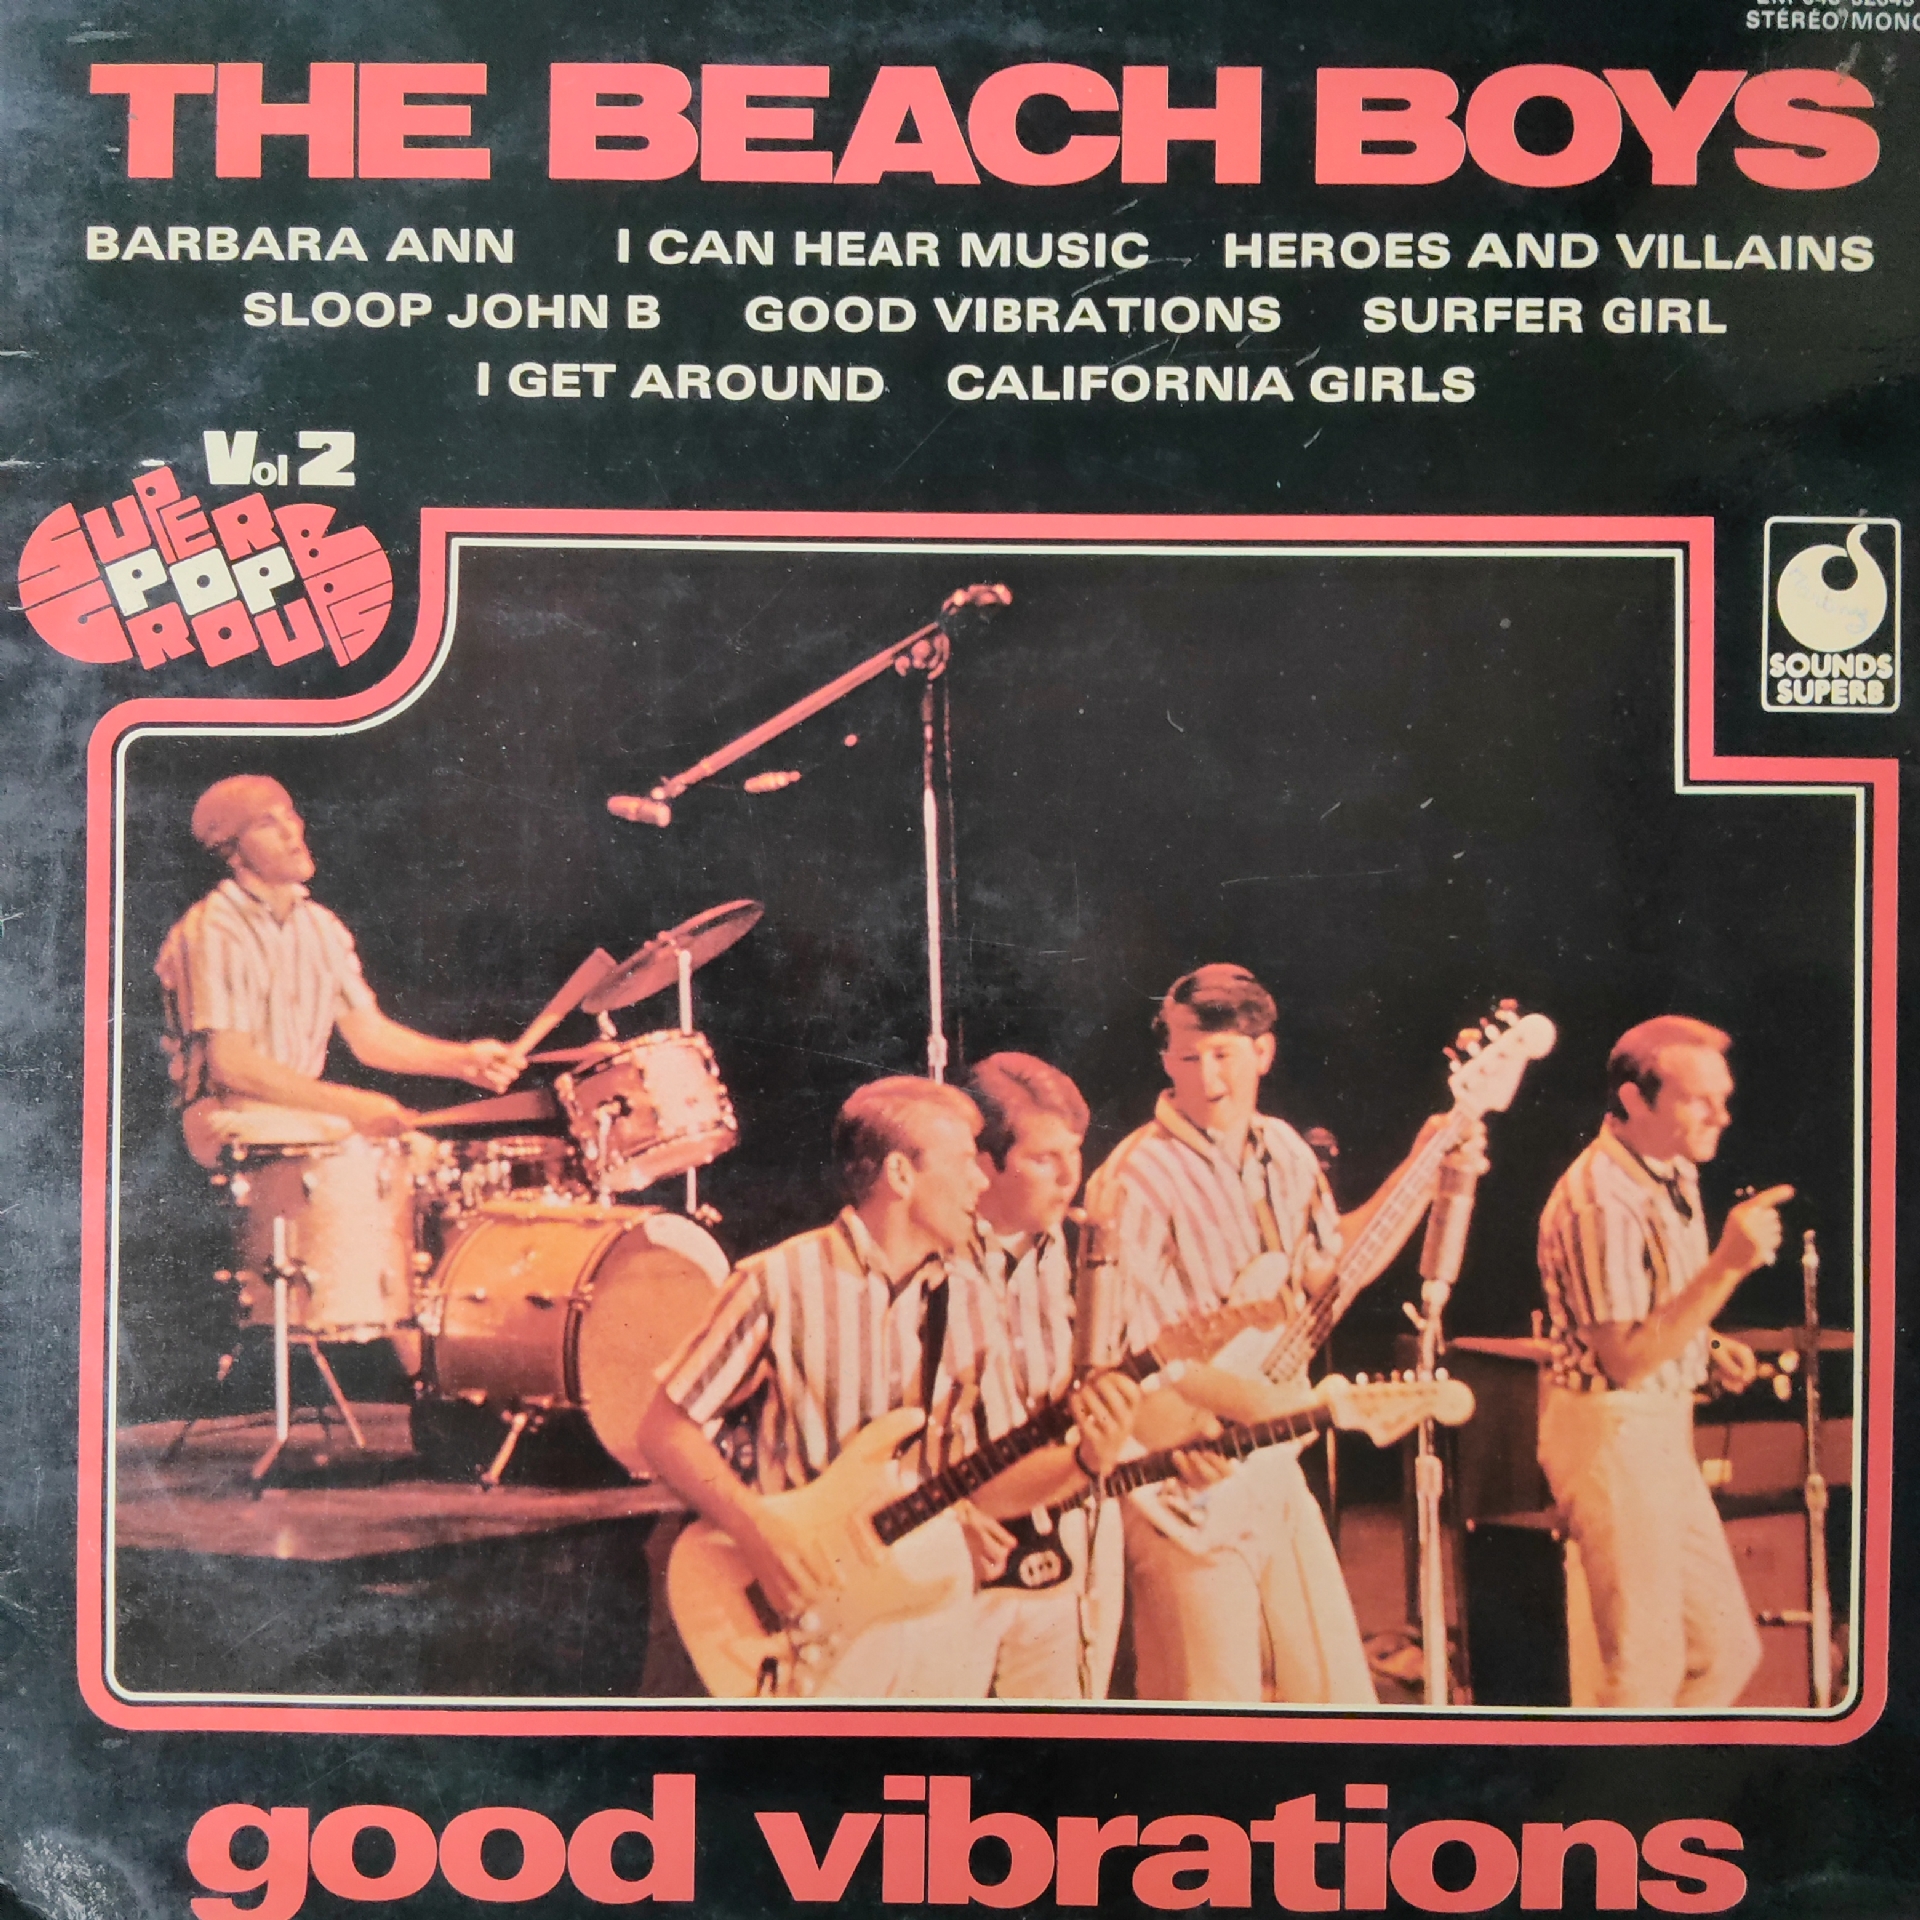 STÉRÉO/MONO
THE BEACH BOYS
BARBARA ANN I CAN HEAR MUSIC HEROES AND VILLAINS
SLOOP JOHN B GOOD VIBRATIONS SURFER GIRL
I GET AROUND CALIFORNIA GIRLS
Vol 2
SUPERB
POP
GROUPS
SOUNDS
SUPERB
good vibrations